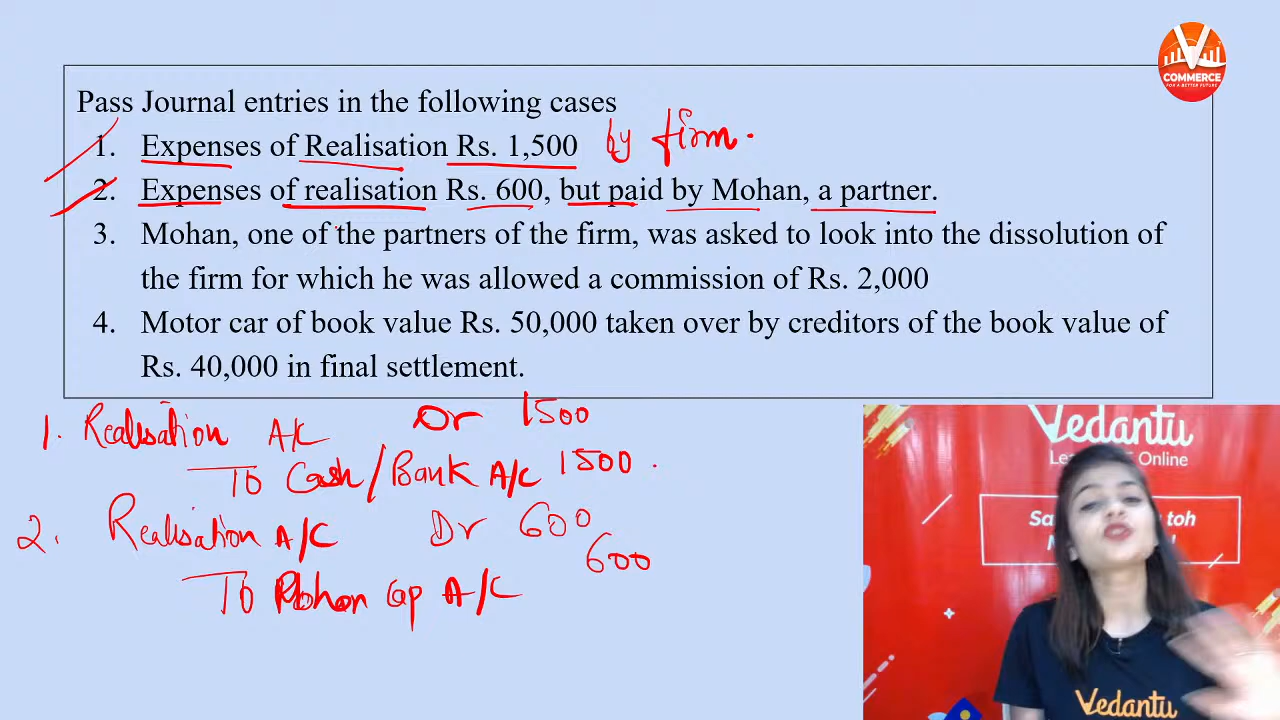 V
COMMERCE
FOR A BETTER FUTURE
Pass Journal entries in the following cases
1. Expenses of Realisation Rs. 1,500 by firm.
2. Expenses of realisation Rs. 600, but paid by Mohan, a partner.
3. Mohan, one of the partners of the firm, was asked to look into the dissolution of
the firm for which he was allowed a commission of Rs. 2,000
4. Motor car of book value Rs. 50,000 taken over by creditors of the book value of
Rs. 40,000 in final settlement.
1. Realisation A/C Dr 1500
To Cash/Bank A/C 1500
2. Realisation A/C Dr 600
To Mohan Cap A/C 600
Vedantu
Online
toh
Vedantu